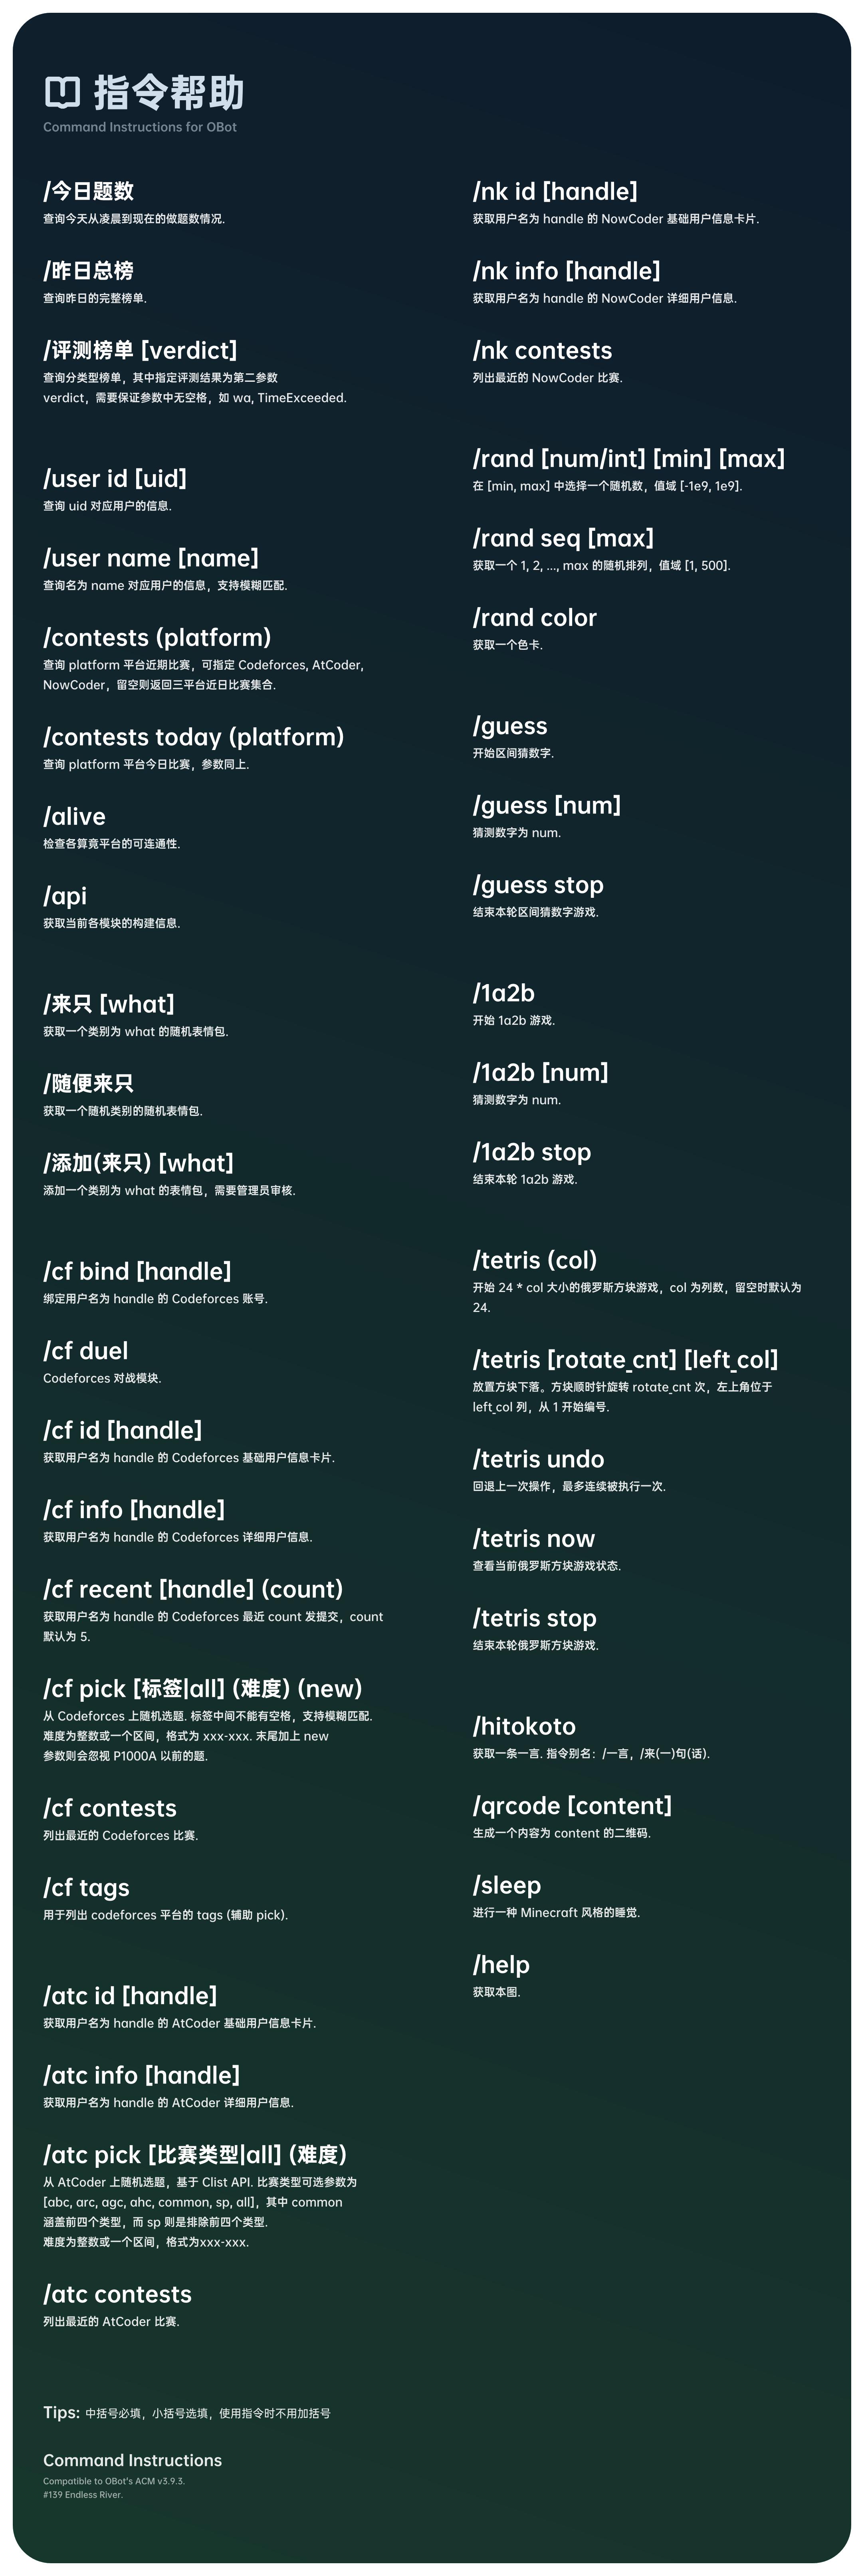 指令帮助
Command Instructions for OBot
/今日题数
查询今天从凌晨到现在的做题数情况.
/昨日总榜
查询昨日的完整榜单.
/评测榜单 [verdict]
查询分类型榜单，其中指定评测结果为第二参数
verdict，需要保证参数中无空格，如 wa, TimeExceeded.
/user id [uid]
查询 uid 对应用户的信息.
/user name [name]
查询名为 name 对应用户的信息，支持模糊匹配.
/contests (platform)
查询 platform 平台近期比赛，可指定 Codeforces, AtCoder,
NowCoder，留空则返回三平台近日比赛集合.
/contests today (platform)
查询 platform 平台今日比赛，参数同上.
/alive
检查各算竞平台的可连通性.
/api
获取当前各模块的构建信息.
/来只 [what]
获取一个类别为 what 的随机表情包.
/随便来只
获取一个随机类别的随机表情包.
/添加(来只) [what]
添加一个类别为 what 的表情包，需要管理员审核.
/cf bind [handle]
绑定用户名为 handle 的 Codeforces 账号.
/cf duel
Codeforces 对战模块.
/cf id [handle]
获取用户名为 handle 的 Codeforces 基础用户信息卡片.
/cf info [handle]
获取用户名为 handle 的 Codeforces 详细用户信息.
/cf recent [handle] (count)
获取用户名为 handle 的 Codeforces 最近 count 发提交，count
默认为 5.
/cf pick [标签|all] (难度) (new)
从 Codeforces 上随机选题. 标签中间不能有空格，支持模糊匹配.
难度为整数或一个区间，格式为 xxx-xxx. 末尾加上 new
参数则会忽视 P1000A 以前的题.
/cf contests
列出最近的 Codeforces 比赛.
/cf tags
用于列出 codeforces 平台的 tags (辅助 pick).
/atc id [handle]
获取用户名为 handle 的 AtCoder 基础用户信息卡片.
/atc info [handle]
获取用户名为 handle 的 AtCoder 详细用户信息.
/atc pick [比赛类型|all] (难度)
从 AtCoder 上随机选题，基于 Clist API. 比赛类型可选参数为
[abc, arc, agc, ahc, common, sp, all]，其中 common
涵盖前四个类型，而 sp 则是排除前四个类型.
难度为整数或一个区间，格式为xxx-xxx.
/atc contests
列出最近的 AtCoder 比赛.
/nk id [handle]
获取用户名为 handle 的 NowCoder 基础用户信息卡片.
/nk info [handle]
获取用户名为 handle 的 NowCoder 详细用户信息.
/nk contests
列出最近的 NowCoder 比赛.
/rand [num/int] [min] [max]
在 [min, max] 中选择一个随机数，值域 [-1e9, 1e9].
/rand seq [max]
获取一个 1, 2, ..., max 的随机排列，值域 [1, 500].
/rand color
获取一个色卡.
/guess
开始区间猜数字.
/guess [num]
猜测数字为 num.
/guess stop
结束本轮区间猜数字游戏.
/1a2b
开始 1a2b 游戏.
/1a2b [num]
猜测数字为 num.
/1a2b stop
结束本轮 1a2b 游戏.
/tetris (col)
开始 24 * col 大小的俄罗斯方块游戏，col 为列数，留空时默认为
24.
/tetris [rotate_cnt] [left_col]
放置方块下落。方块顺时针旋转 rotate_cnt 次，左上角位于
left_col 列，从 1 开始编号.
/tetris undo
回退上一次操作，最多连续被执行一次.
/tetris now
查看当前俄罗斯方块游戏状态.
/tetris stop
结束本轮俄罗斯方块游戏.
/hitokoto
获取一条一言. 指令别名：/一言，/来(一)句(话).
/qrcode [content]
生成一个内容为 content 的二维码.
/sleep
进行一种 Minecraft 风格的睡觉.
/help
获取本图.
Tips: 中括号必填，小括号选填，使用指令时不用加括号
Command Instructions
Compatible to OBot's ACM v3.9.3.
#139 Endless River.